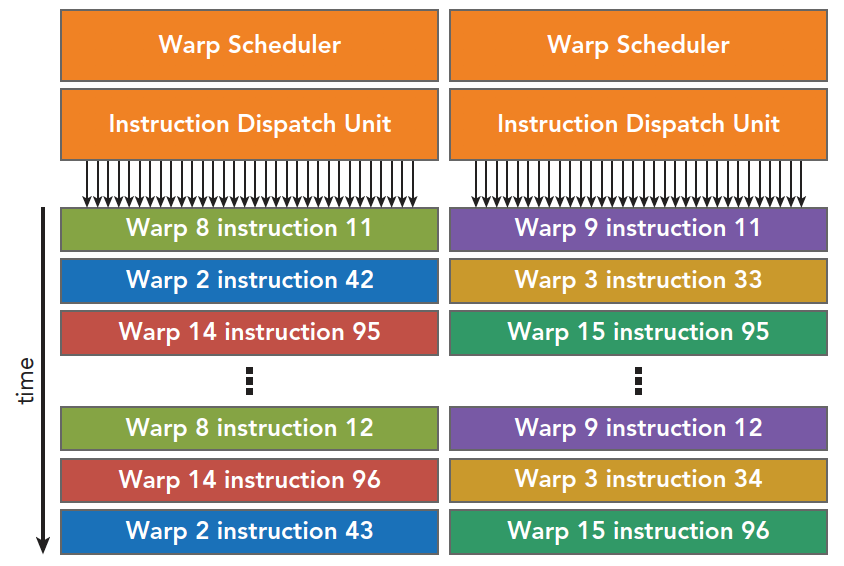 Warp Scheduler
Warp Scheduler
Instruction Dispatch Unit
Instruction Dispatch Unit
Warp 8 instruction 11
Warp 9 instruction 11
Warp 2 instruction 42
Warp 3 instruction 33
Warp 14 instruction 95
Warp 15 instruction 95
time
Warp 8 instruction 12
Warp 9 instruction 12
Warp 14 instruction 96
Warp 3 instruction 34
Warp 2 instruction 43
Warp 15 instruction 96